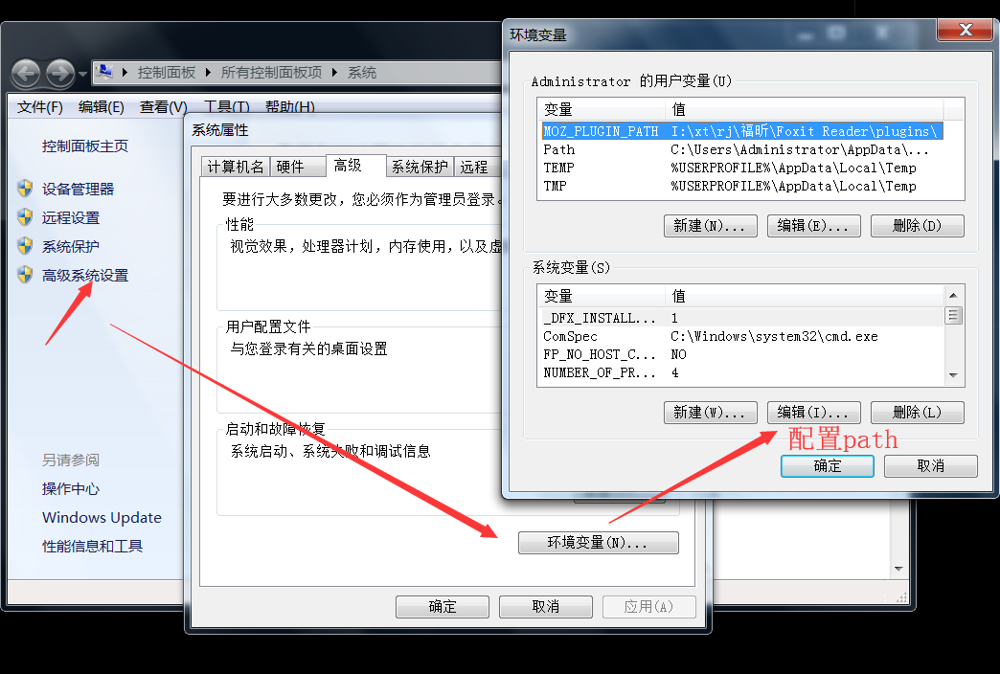 控制面板 ▸ 所有控制面板项 ▸ 系统
文件(F) 编辑(E) 查看(V) 工具(T) 帮助(H)
控制面板主页
设备管理器
远程设置
系统保护
高级系统设置
另请参阅
操作中心
Windows Update
性能信息和工具
系统属性
计算机名 硬件 高级 系统保护 远程
要进行大多数更改，您必须作为管理员登录。
性能
视觉效果，处理器计划，内存使用，以及虚
用户配置文件
与您登录有关的桌面设置
启动和故障恢复
系统启动、系统失败和调试信息
环境变量(N)...
确定 取消 应用(A)
环境变量
Administrator 的用户变量(U)
变量 值
MOZ_PLUGIN_PATH I:\xt\rj\福昕\Foxit Reader\plugins\
Path C:\Users\Administrator\AppData\...
TEMP %USERPROFILE%\AppData\Local\Temp
TMP %USERPROFILE%\AppData\Local\Temp
新建(N)... 编辑(E)... 删除(D)
系统变量(S)
变量 值
_DFX_INSTALL... 1
ComSpec C:\Windows\system32\cmd.exe
FP_NO_HOST_C... NO
NUMBER_OF_PR... 4
新建(W)... 编辑(I)... 删除(L)
配置path
确定 取消